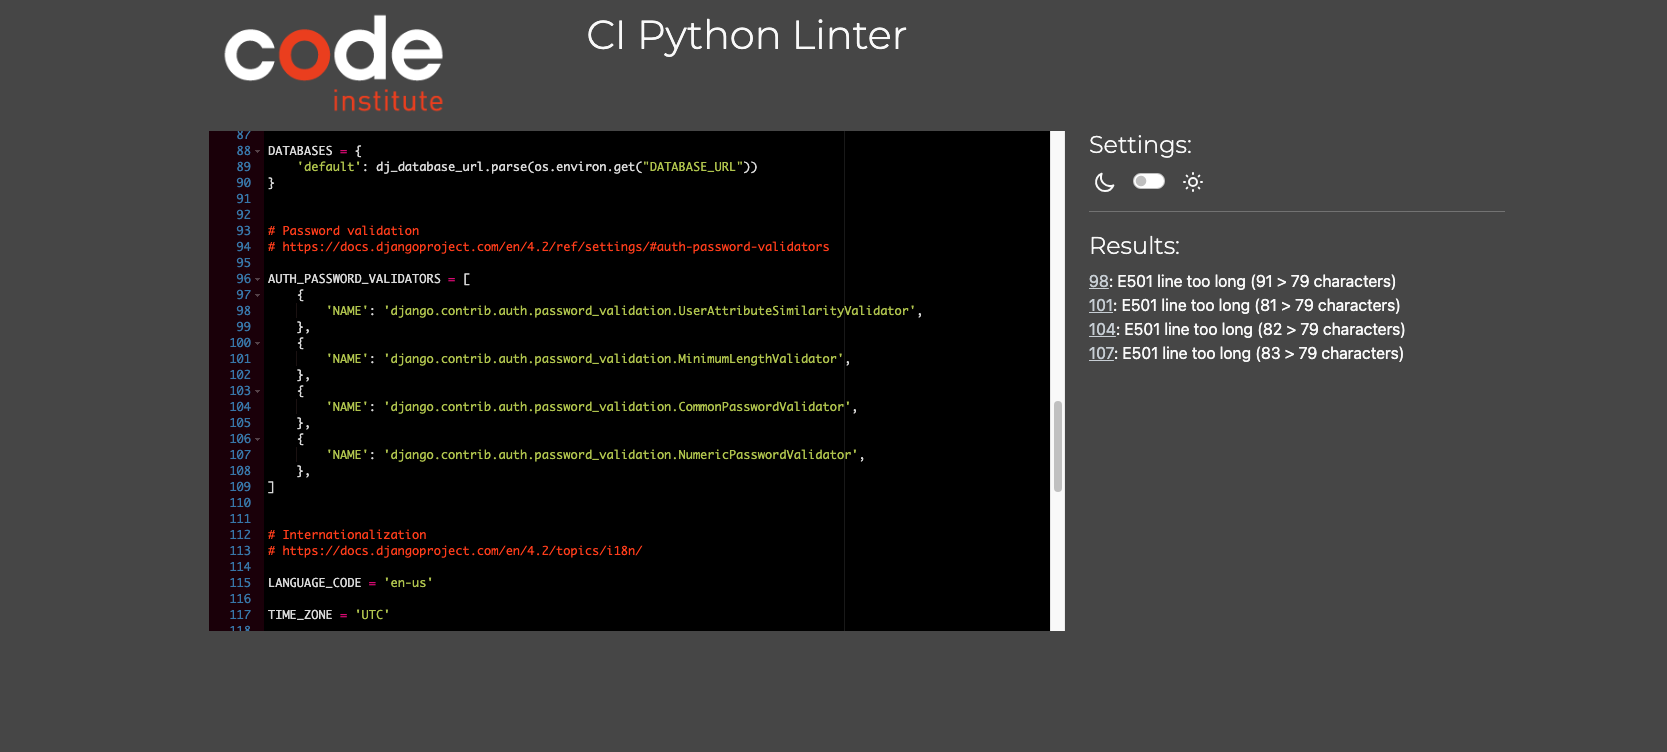 code
institute
CI Python Linter
87
88 DATABASES = {
89     'default': dj_database_url.parse(os.environ.get("DATABASE_URL"))
90 }
91
92
93 # Password validation
94 # https://docs.djangoproject.com/en/4.2/ref/settings/#auth-password-validators
95
96 AUTH_PASSWORD_VALIDATORS = [
97     {
98         'NAME': 'django.contrib.auth.password_validation.UserAttributeSimilarityValidator',
99     },
100     {
101         'NAME': 'django.contrib.auth.password_validation.MinimumLengthValidator',
102     },
103     {
104         'NAME': 'django.contrib.auth.password_validation.CommonPasswordValidator',
105     },
106     {
107         'NAME': 'django.contrib.auth.password_validation.NumericPasswordValidator',
108     },
109 ]
110
111
112 # Internationalization
113 # https://docs.djangoproject.com/en/4.2/topics/i18n/
114
115 LANGUAGE_CODE = 'en-us'
116
117 TIME_ZONE = 'UTC'
118
Settings:
Results:
98: E501 line too long (91 > 79 characters)
101: E501 line too long (81 > 79 characters)
104: E501 line too long (82 > 79 characters)
107: E501 line too long (83 > 79 characters)